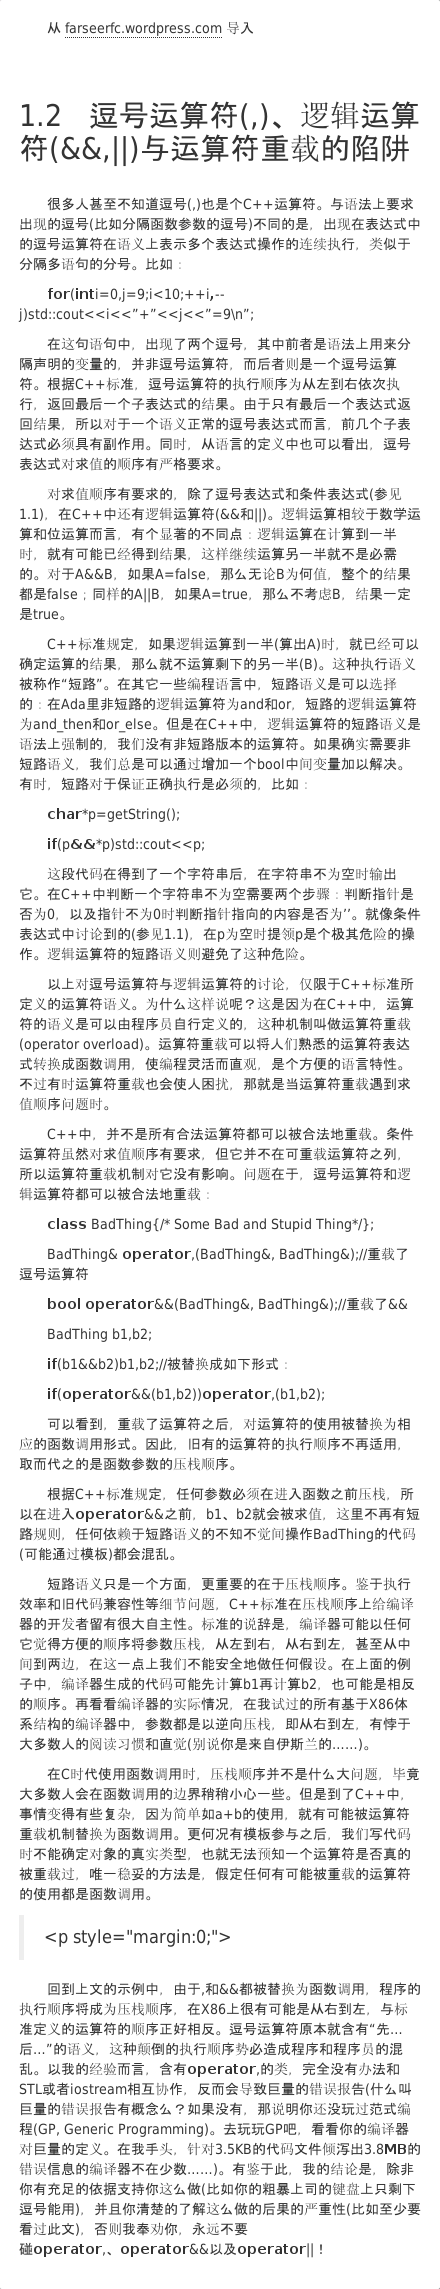 从 farseerfc.wordpress.com 导入
1.2 逗号运算符(,)、逻辑运算
符(&&,||)与运算符重载的陷阱
很多人甚至不知道逗号(,)也是个C++运算符。与语法上要求
出现的逗号(比如分隔函数参数的逗号)不同的是，出现在表达式中
的逗号运算符在语义上表示多个表达式操作的连续执行，类似于
分隔多语句的分号。比如：
for(inti=0,j=9;i<10;++i,--
j)std::cout<<i<<”+”<<j<<”=9\n”;
在这句语句中，出现了两个逗号，其中前者是语法上用来分
隔声明的变量的，并非逗号运算符，而后者则是一个逗号运算
符。根据C++标准，逗号运算符的执行顺序为从左到右依次执
行，返回最后一个子表达式的结果。由于只有最后一个表达式返
回结果，所以对于一个语义正常的逗号表达式而言，前几个子表
达式必须具有副作用。同时，从语言的定义中也可以看出，逗号
表达式对求值的顺序有严格要求。
对求值顺序有要求的，除了逗号表达式和条件表达式(参见
1.1)，在C++中还有逻辑运算符(&&和||)。逻辑运算相较于数学运
算和位运算而言，有个显著的不同点：逻辑运算在计算到一半
时，就有可能已经得到结果，这样继续运算另一半就不是必需
的。对于A&&B，如果A=false，那么无论B为何值，整个的结果
都是false；同样的A||B，如果A=true，那么不考虑B，结果一定
是true。
C++标准规定，如果逻辑运算到一半(算出A)时，就已经可以
确定运算的结果，那么就不运算剩下的另一半(B)。这种执行语义
被称作“短路”。在其它一些编程语言中，短路语义是可以选择
的：在Ada里非短路的逻辑运算符为and和or，短路的逻辑运算符
为and_then和or_else。但是在C++中，逻辑运算符的短路语义是
语法上强制的，我们没有非短路版本的运算符。如果确实需要非
短路语义，我们总是可以通过增加一个bool中间变量加以解决。
有时，短路对于保证正确执行是必须的，比如：
char*p=getString();
if(p&&*p)std::cout<<p;
这段代码在得到了一个字符串后，在字符串不为空时输出
它。在C++中判断一个字符串不为空需要两个步骤：判断指针是
否为0，以及指针不为0时判断指针指向的内容是否为’’。就像条件
表达式中讨论到的(参见1.1)，在p为空时提领p是个极其危险的操
作。逻辑运算符的短路语义则避免了这种危险。
以上对逗号运算符与逻辑运算符的讨论，仅限于C++标准所
定义的运算符语义。为什么这样说呢？这是因为在C++中，运算
符的语义是可以由程序员自行定义的，这种机制叫做运算符重载
(operator overload)。运算符重载可以将人们熟悉的运算符表达
式转换成函数调用，使编程灵活而直观，是个方便的语言特性。
不过有时运算符重载也会使人困扰，那就是当运算符重载遇到求
值顺序问题时。
C++中，并不是所有合法运算符都可以被合法地重载。条件
运算符虽然对求值顺序有要求，但它并不在可重载运算符之列，
所以运算符重载机制对它没有影响。问题在于，逗号运算符和逻
辑运算符都可以被合法地重载：
class BadThing{/* Some Bad and Stupid Thing*/};
BadThing& operator,(BadThing&, BadThing&);//重载了
逗号运算符
bool operator&&(BadThing&, BadThing&);//重载了&&
BadThing b1,b2;
if(b1&&b2)b1,b2;//被替换成如下形式：
if(operator&&(b1,b2))operator,(b1,b2);
可以看到，重载了运算符之后，对运算符的使用被替换为相
应的函数调用形式。因此，旧有的运算符的执行顺序不再适用，
取而代之的是函数参数的压栈顺序。
根据C++标准规定，任何参数必须在进入函数之前压栈，所
以在进入operator&&之前，b1、b2就会被求值，这里不再有短
路规则，任何依赖于短路语义的不知不觉间操作BadThing的代码
(可能通过模板)都会混乱。
短路语义只是一个方面，更重要的在于压栈顺序。鉴于执行
效率和旧代码兼容性等细节问题，C++标准在压栈顺序上给编译
器的开发者留有很大自主性。标准的说辞是，编译器可能以任何
它觉得方便的顺序将参数压栈，从左到右，从右到左，甚至从中
间到两边，在这一点上我们不能安全地做任何假设。在上面的例
子中，编译器生成的代码可能先计算b1再计算b2，也可能是相反
的顺序。再看看编译器的实际情况，在我试过的所有基于X86体
系结构的编译器中，参数都是以逆向压栈，即从右到左，有悖于
大多数人的阅读习惯和直觉(别说你是来自伊斯兰的……)。
在C时代使用函数调用时，压栈顺序并不是什么大问题，毕竟
大多数人会在函数调用的边界稍稍小心一些。但是到了C++中，
事情变得有些复杂，因为简单如a+b的使用，就有可能被运算符
重载机制替换为函数调用。更何况有模板参与之后，我们写代码
时不能确定对象的真实类型，也就无法预知一个运算符是否真的
被重载过，唯一稳妥的方法是，假定任何有可能被重载的运算符
的使用都是函数调用。
<p style="margin:0;">
回到上文的示例中，由于,和&&都被替换为函数调用，程序的
执行顺序将成为压栈顺序，在X86上很有可能是从右到左，与标
准定义的运算符的顺序正好相反。逗号运算符原本就含有“先…
后…”的语义，这种颠倒的执行顺序势必造成程序和程序员的混
乱。以我的经验而言，含有operator,的类，完全没有办法和
STL或者iostream相互协作，反而会导致巨量的错误报告(什么叫
巨量的错误报告有概念么？如果没有，那说明你还没玩过范式编
程(GP, Generic Programming)。去玩玩GP吧，看看你的编译器
对巨量的定义。在我手头，针对3.5KB的代码文件倾泻出3.8MB的
错误信息的编译器不在少数……)。有鉴于此，我的结论是，除非
你有充足的依据支持你这么做(比如你的粗暴上司的键盘上只剩下
逗号能用)，并且你清楚的了解这么做的后果的严重性(比如至少要
看过此文)，否则我奉劝你，永远不要
碰operator,、operator&&以及operator||！